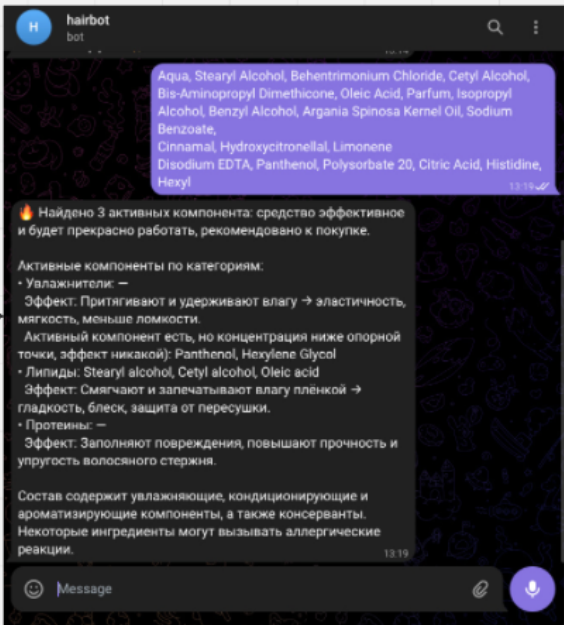 H
hairbot
bot
Aqua, Stearyl Alcohol, Behentrimonium Chloride, Cetyl Alcohol,
Bis-Aminopropyl Dimethicone, Oleic Acid, Parfum, Isopropyl
Alcohol, Benzyl Alcohol, Argania Spinosa Kernel Oil, Sodium
Benzoate,
Cinnamal, Hydroxycitronellal, Limonene
Disodium EDTA, Panthenol, Polysorbate 20, Citric Acid, Histidine,
Hexyl
13:19
🔥 Найдено 3 активных компонента: средство эффективное
и будет прекрасно работать, рекомендовано к покупке.
Активные компоненты по категориям:
• Увлажнители: —
Эффект: Притягивают и удерживают влагу → эластичность,
мягкость, меньше ломкости.
Активный компонент есть, но концентрация ниже опорной
точки, эффект никакой): Panthenol, Hexylene Glycol
• Липиды: Stearyl alcohol, Cetyl alcohol, Oleic acid
Эффект: Смягчают и запечатывают влагу плёнкой →
гладкость, блеск, защита от пересушки.
• Протеины: —
Эффект: Заполняют повреждения, повышают прочность и
упругость волосяного стержня.
Состав содержит увлажняющие, кондиционирующие и
ароматизирующие компоненты, а также консерванты.
Некоторые ингредиенты могут вызывать аллергические
реакции.
13:19
Message